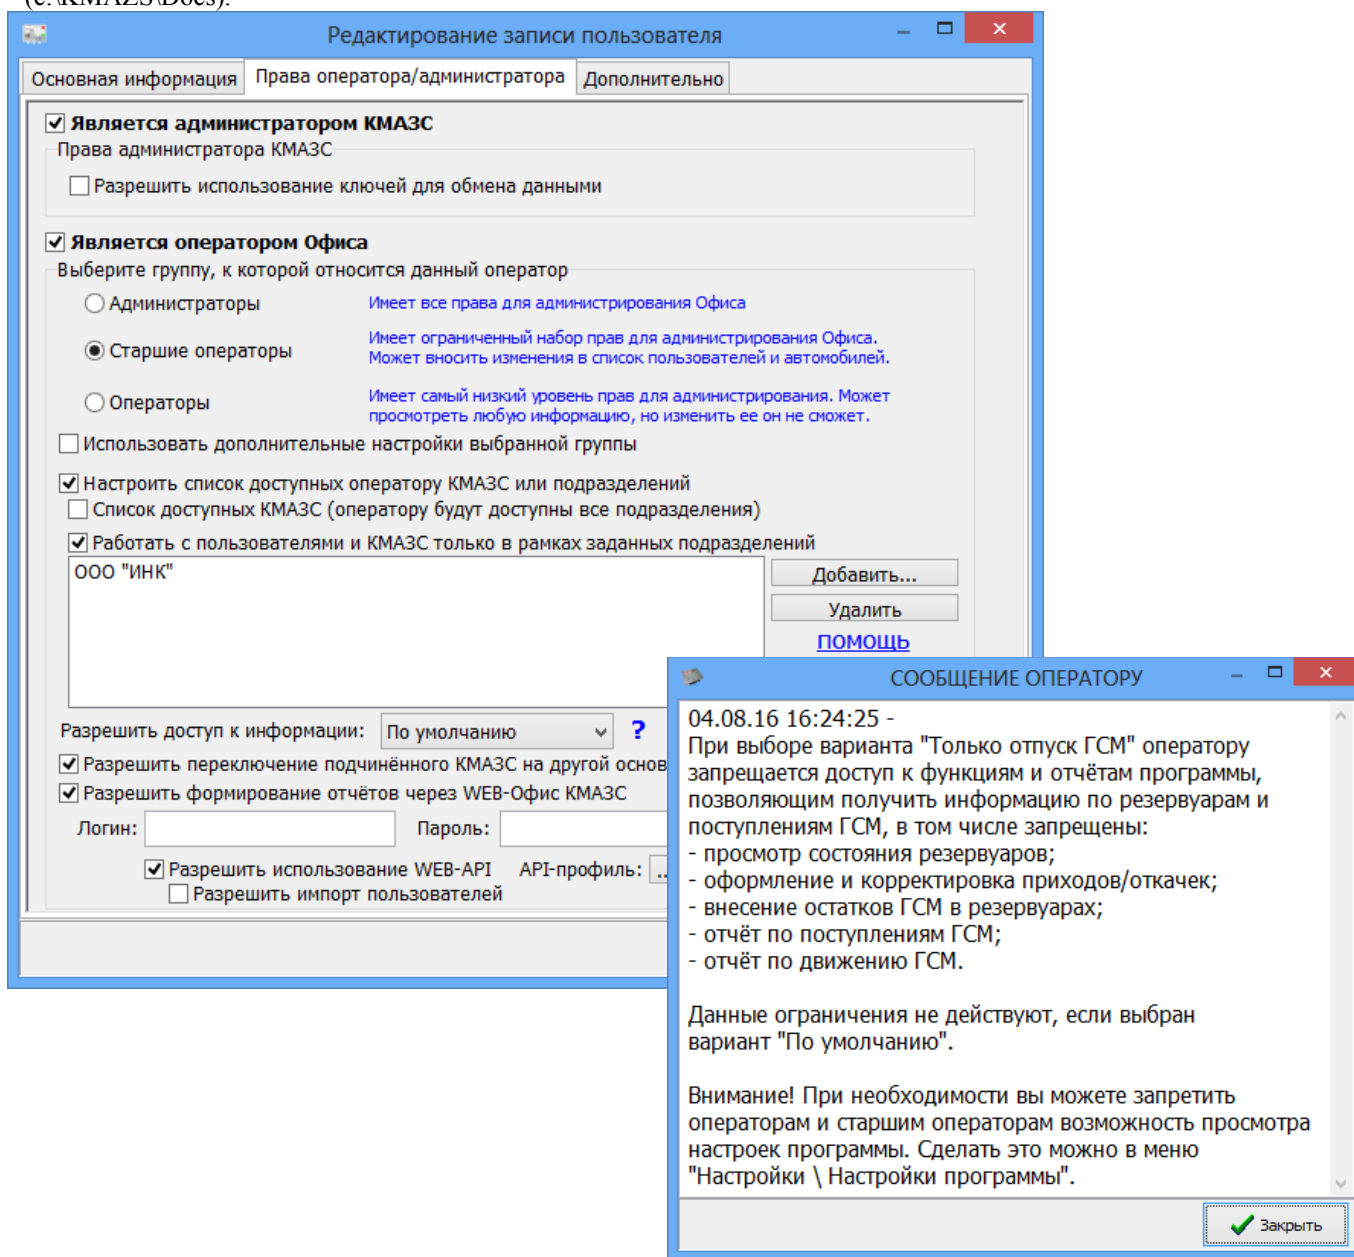 (c:\KMAZS\Docs).
Редактирование записи пользователя
Основная информация Права оператора/администратора Дополнительно
Является администратором КМАЗС
Права администратора КМАЗС
Разрешить использование ключей для обмена данными
Является оператором Офиса
Выберите группу, к которой относится данный оператор
Администраторы Имеет все права для администрирования Офиса
Старшие операторы Имеет ограниченный набор прав для администрирования Офиса.
Может вносить изменения в список пользователей и автомобилей.
Операторы Имеет самый низкий уровень прав для администрирования. Может
просмотреть любую информацию, но изменить ее он не сможет.
Использовать дополнительные настройки выбранной группы
Настроить список доступных оператору КМАЗС или подразделений
Список доступных КМАЗС (оператору будут доступны все подразделения)
Работать с пользователями и КМАЗС только в рамках заданных подразделений
ООО "ИНК"
Добавить...
Удалить
ПОМОЩЬ
Разрешить доступ к информации: По умолчанию ?
Разрешить переключение подчинённого КМАЗС на другой основ
Разрешить формирование отчётов через WEB-Офис КМАЗС
Логин: Пароль:
Разрешить использование WEB-API API-профиль: ..
Разрешить импорт пользователей
СООБЩЕНИЕ ОПЕРАТОРУ
04.08.16 16:24:25 -
При выборе варианта "Только отпуск ГСМ" оператору
запрещается доступ к функциям и отчётам программы,
позволяющим получить информацию по резервуарам и
поступлениям ГСМ, в том числе запрещены:
- просмотр состояния резервуаров;
- оформление и корректировка приходов/откачек;
- внесение остатков ГСМ в резервуарах;
- отчёт по поступлениям ГСМ;
- отчёт по движению ГСМ.
Данные ограничения не действуют, если выбран
вариант "По умолчанию".
Внимание! При необходимости вы можете запретить
операторам и старшим операторам возможность просмотра
настроек программы. Сделать это можно в меню
"Настройки \ Настройки программы".
Закрыть